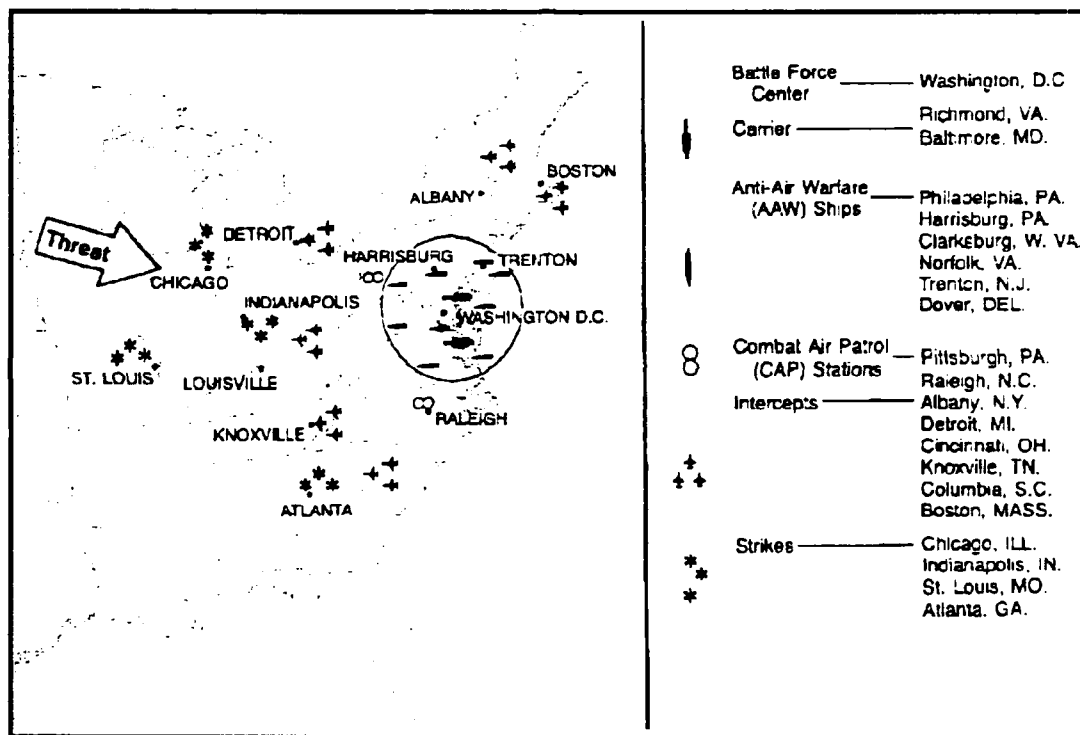 BOSTON
ALBANY
Threat
DETROIT
HARRISBURG
TRENTON
CHICAGO
INDIANAPOLIS
WASHINGTON D.C.
ST. LOUIS
LOUISVILLE
RALEIGH
KNOXVILLE
ATLANTA
Battle Force Center
Washington, D.C
Carrier
Richmond, VA.
Baltimore, MD.
Anti-Air Warfare
(AAW) Ships
Philadelphia, PA.
Harrisburg, PA.
Clarksburg, W. VA.
Norfolk, VA.
Trenton, N.J.
Dover, DEL.
Combat Air Patrol
(CAP) Stations
Pittsburgh, PA.
Raleigh, N.C.
Intercepts
Albany, N.Y.
Detroit, MI.
Cincinnati, OH.
Knoxville, TN.
Columbia, S.C.
Boston, MASS.
Strikes
Chicago, ILL.
Indianapolis, IN.
St. Louis, MO.
Atlanta, GA.